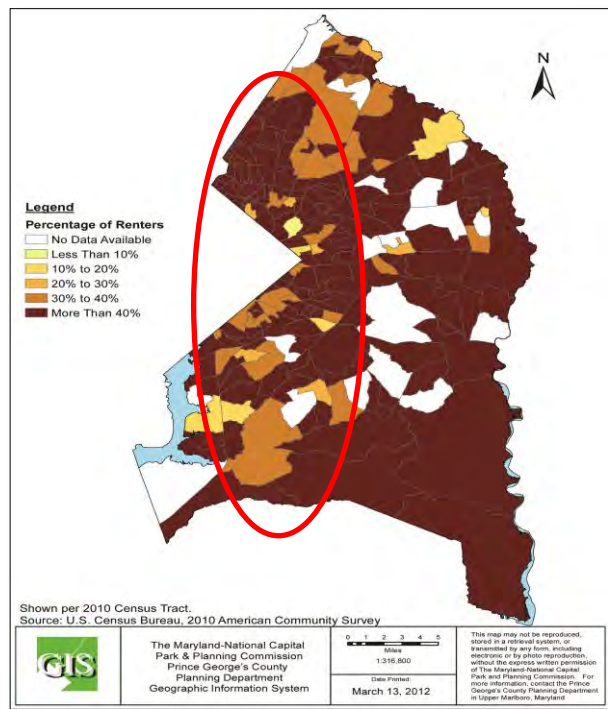 N
Legend
Percentage of Renters
No Data Available
Less Than 10%
10% to 20%
20% to 30%
30% to 40%
More Than 40%
Shown per 2010 Census Tract.
Source: U.S. Census Bureau, 2010 American Community Survey
GIS
The Maryland-National Capital
Park & Planning Commission
Prince George's County
Planning Department
Geographic Information System
0 1 2 3 4 5
Miles
1:316,800
Date Printed:
March 13, 2012
This map may not be reproduced,
stored in a retrieval system, or
transmitted by any form, including
electronic or by photo reproduction,
without the express written permission
of The Maryland-National Capital
Park and Planning Commission. For
more information, contact the Prince
George's County Planning Department
in Upper Marlboro, Maryland